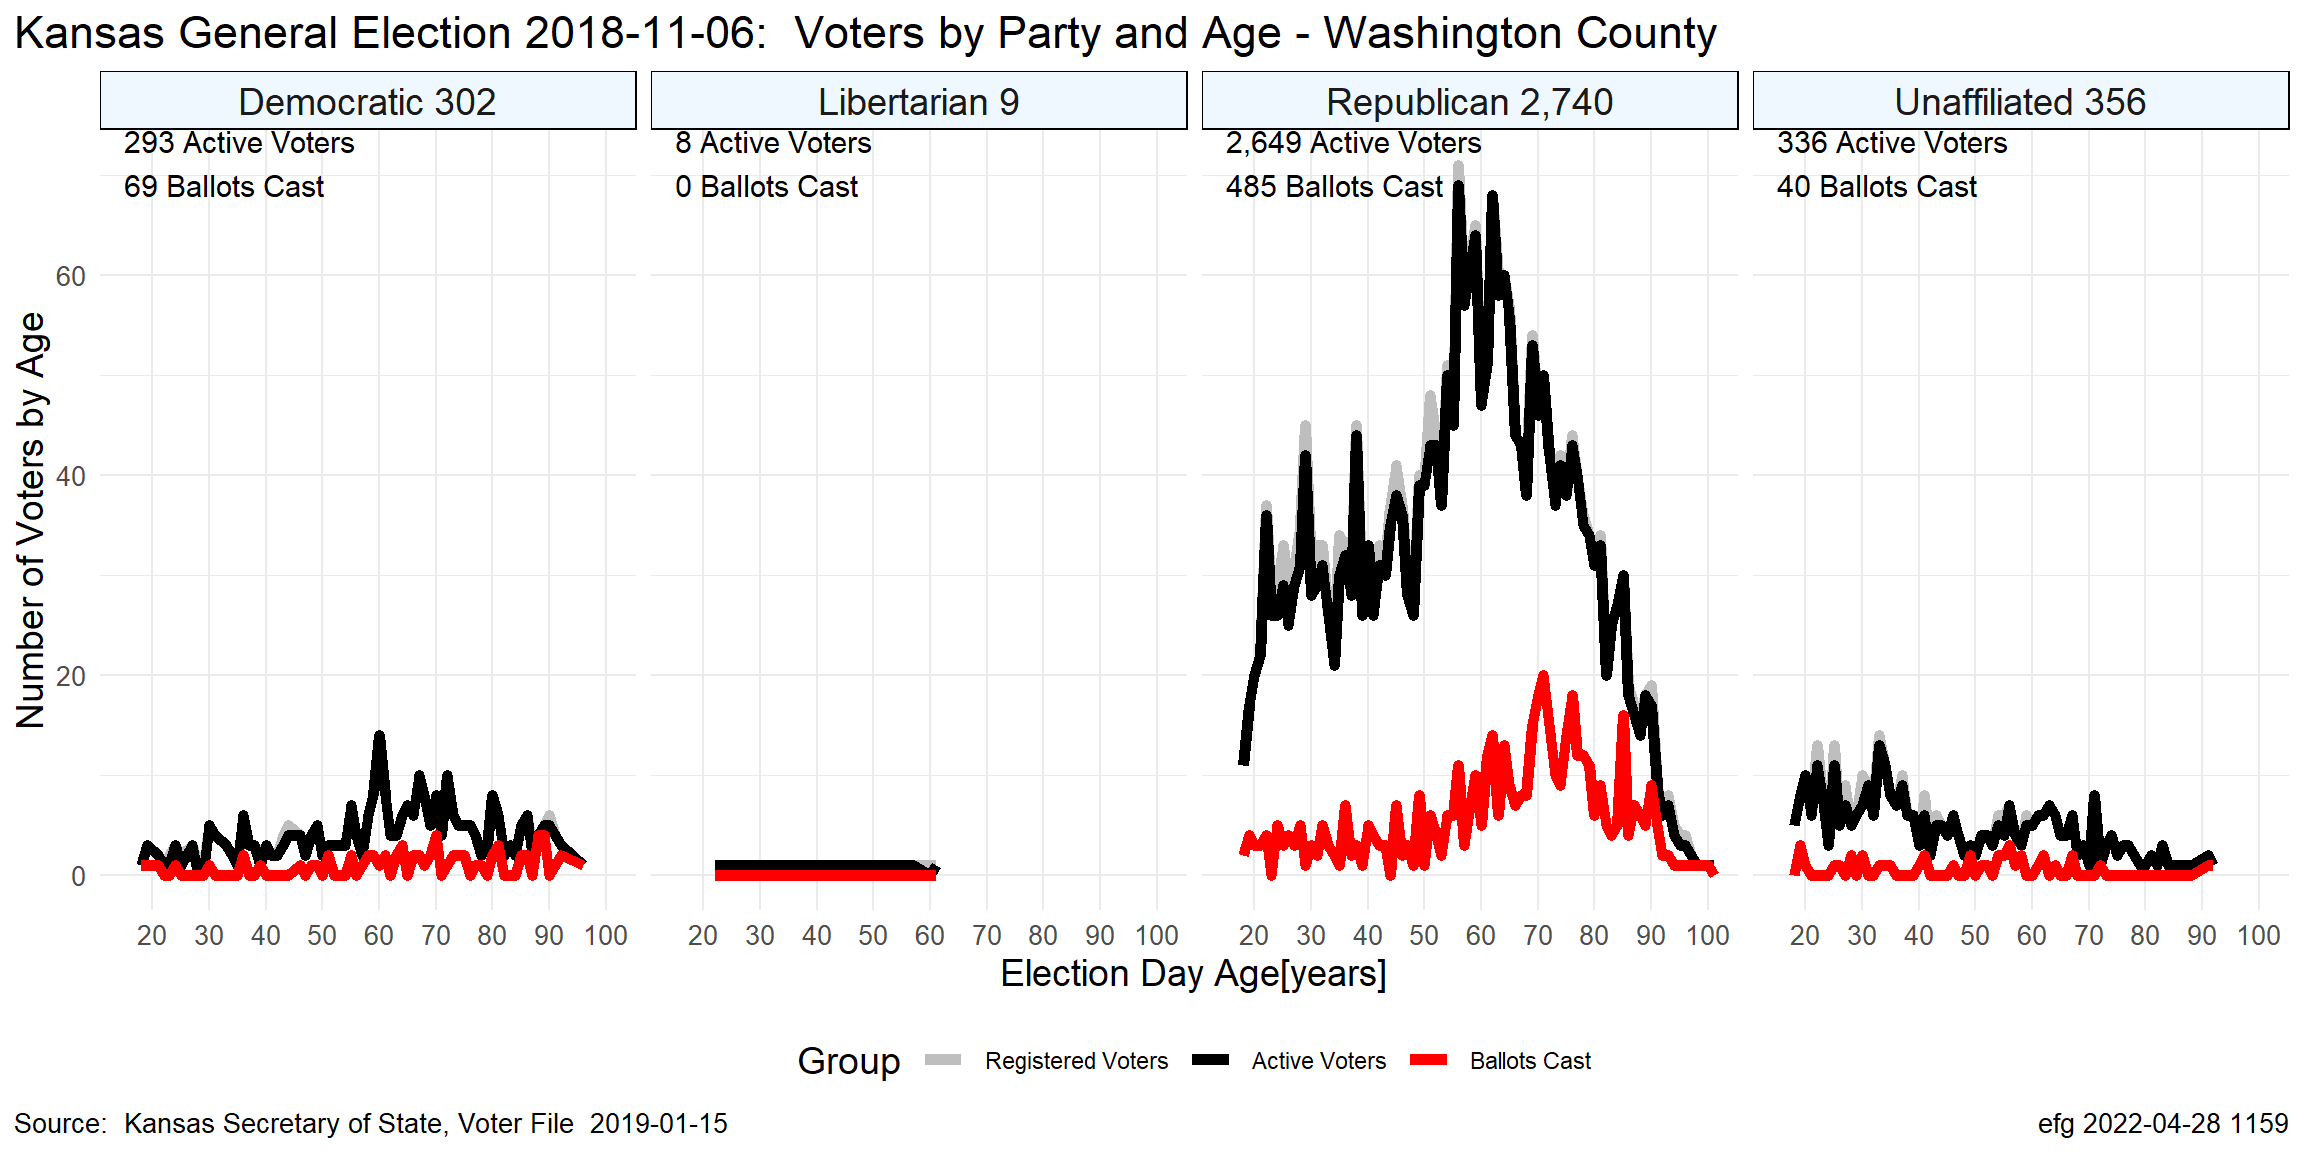 Kansas General Election 2018-11-06:  Voters by Party and Age - Washington County
Democratic 302
Libertarian 9
Republican 2,740
Unaffiliated 356
293 Active Voters
69 Ballots Cast
8 Active Voters
0 Ballots Cast
2,649 Active Voters
485 Ballots Cast
336 Active Voters
40 Ballots Cast
Number of Voters by Age
60
40
20
0
20 30 40 50 60 70 80 90 100
20 30 40 50 60 70 80 90 100
20 30 40 50 60 70 80 90 100
20 30 40 50 60 70 80 90 100
Election Day Age[years]
Group Registered Voters Active Voters Ballots Cast
Source:  Kansas Secretary of State, Voter File  2019-01-15
efg 2022-04-28 1159